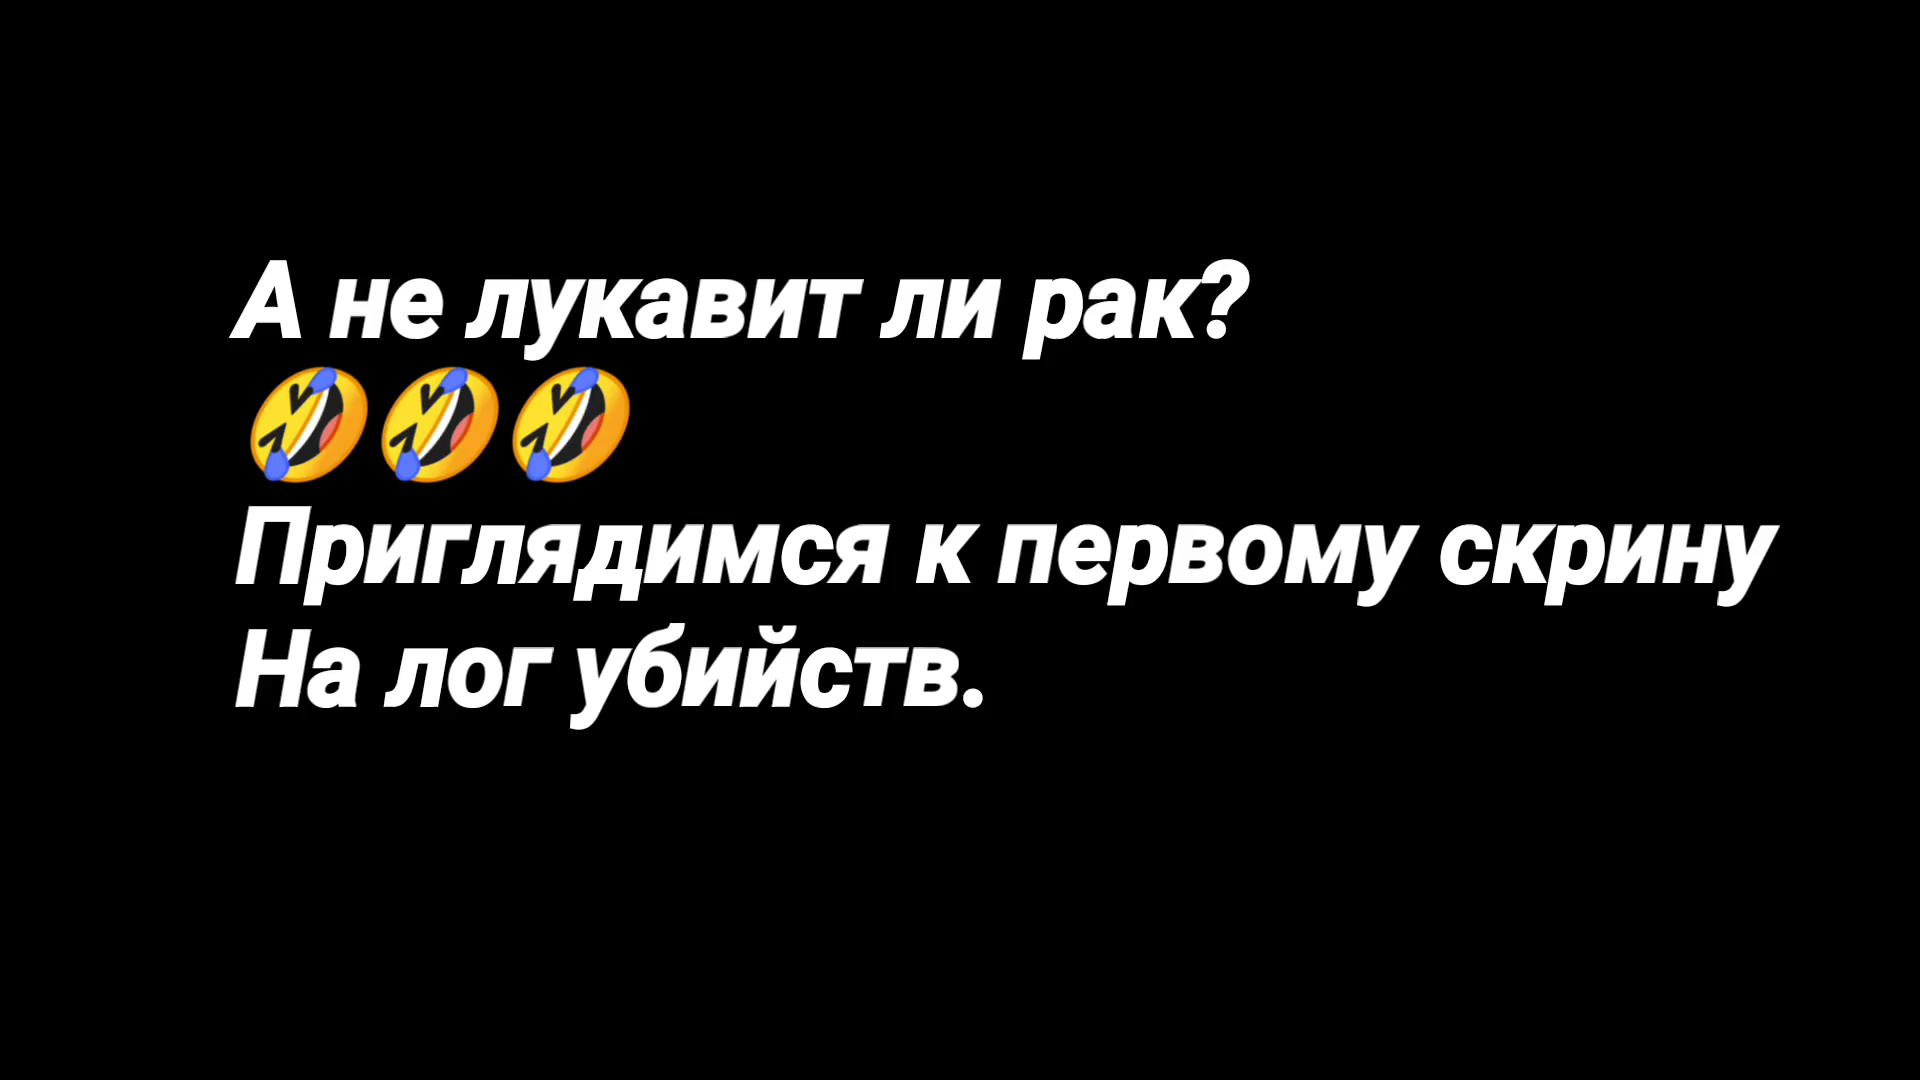 А не лукавит ли рак?
🤣🤣🤣
Приглядимся к первому скрину
На лог убийств.